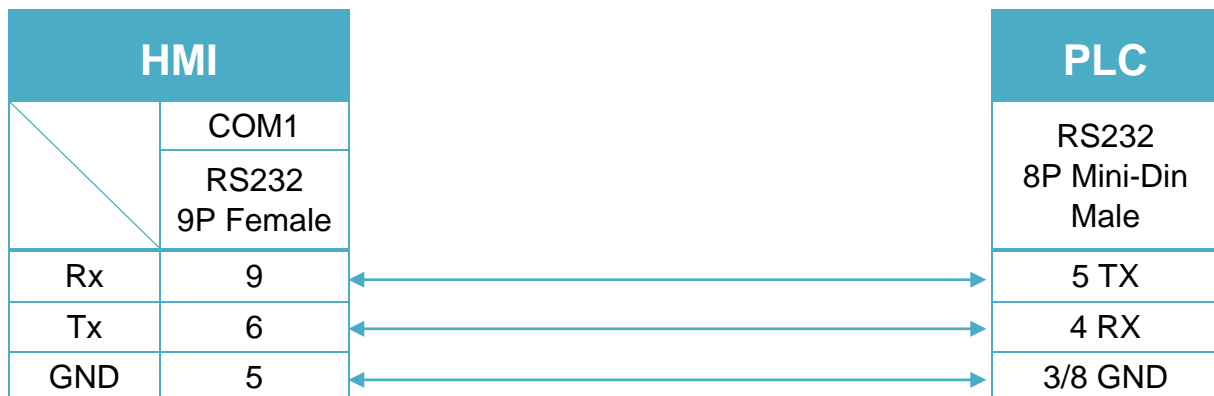 HMI
PLC
COM1
RS232
9P Female
RS232
8P Mini-Din
Male
Rx 9 5 TX
Tx 6 4 RX
GND 5 3/8 GND